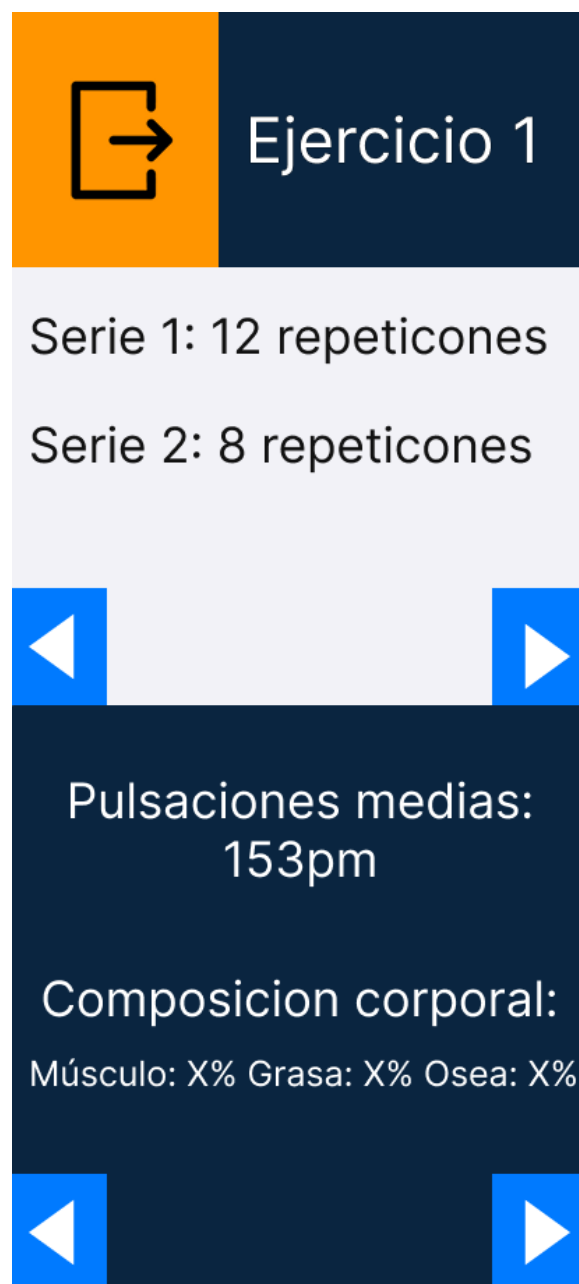 Ejercicio 1
Serie 1: 12 repeticones
Serie 2: 8 repeticones
Pulsaciones medias:
153pm
Composicion corporal:
Músculo: X% Grasa: X% Osea: X%